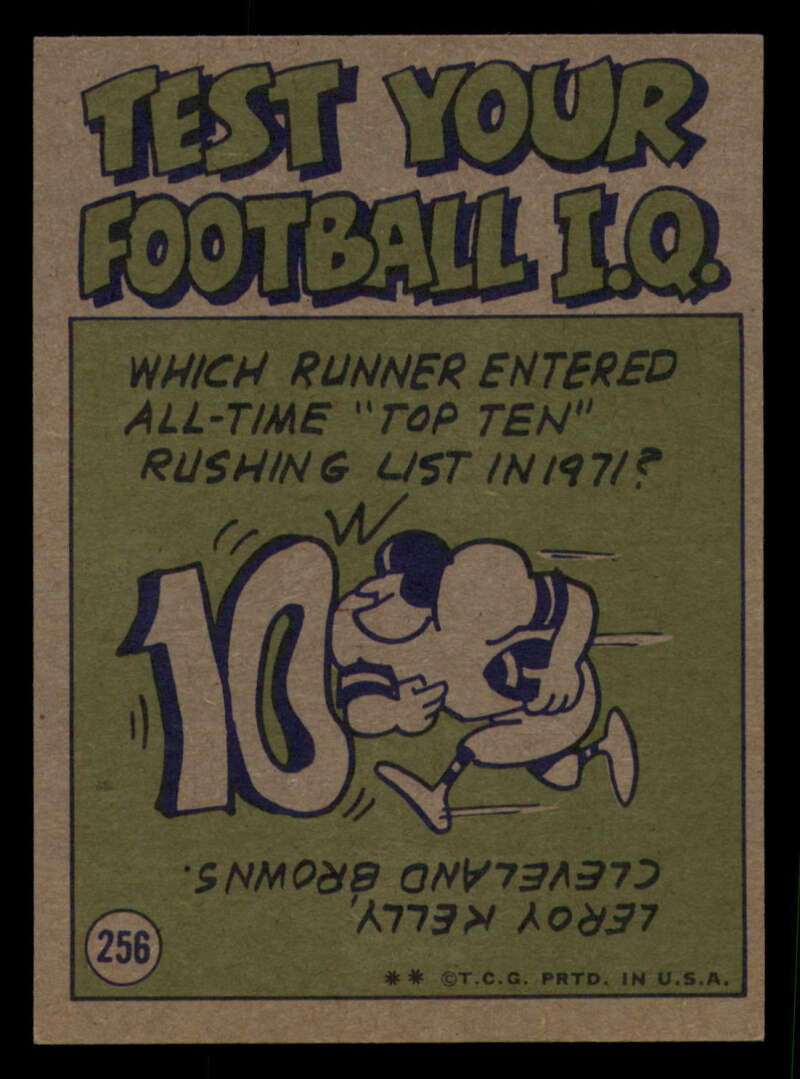 TEST YOUR
FOOTBALL I.Q.
WHICH RUNNER ENTERED
ALL-TIME "TOP TEN"
RUSHING LIST IN 1971?
10
LEROY KELLY,
CLEVELAND BROWNS.
256
** ©T.C.G. PRTD. IN U.S.A.